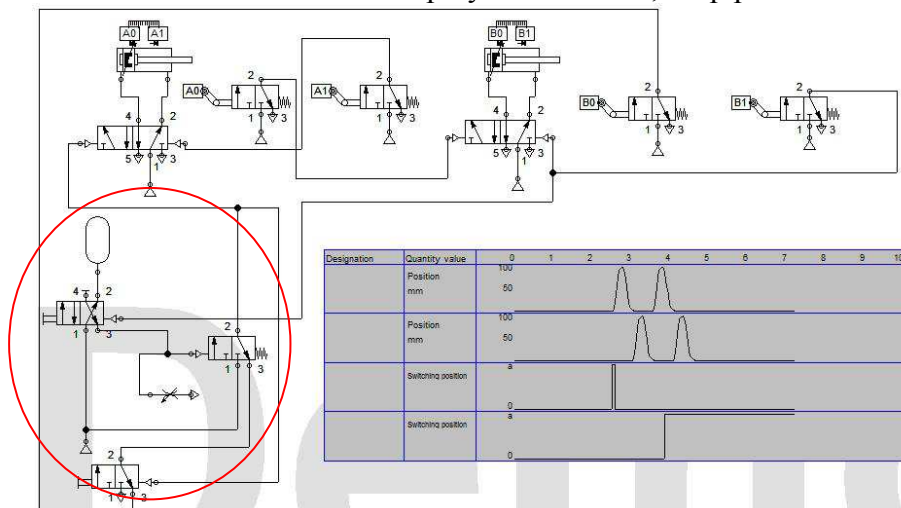 A0 A1
B0 B1
A0 2 1 3
A1 2 1 3
B0 2 1 3
B1 2 1 3
4 2
5 1 3
4 2
5 1 3
4 2
1 3
2
1 3
2
1 3
Designation Quantity value 0 1 2 3 4 5 6 7 8 9 10
Position
mm
100
50
Position
mm
100
50
Switching position
a
0
Switching position
a
0